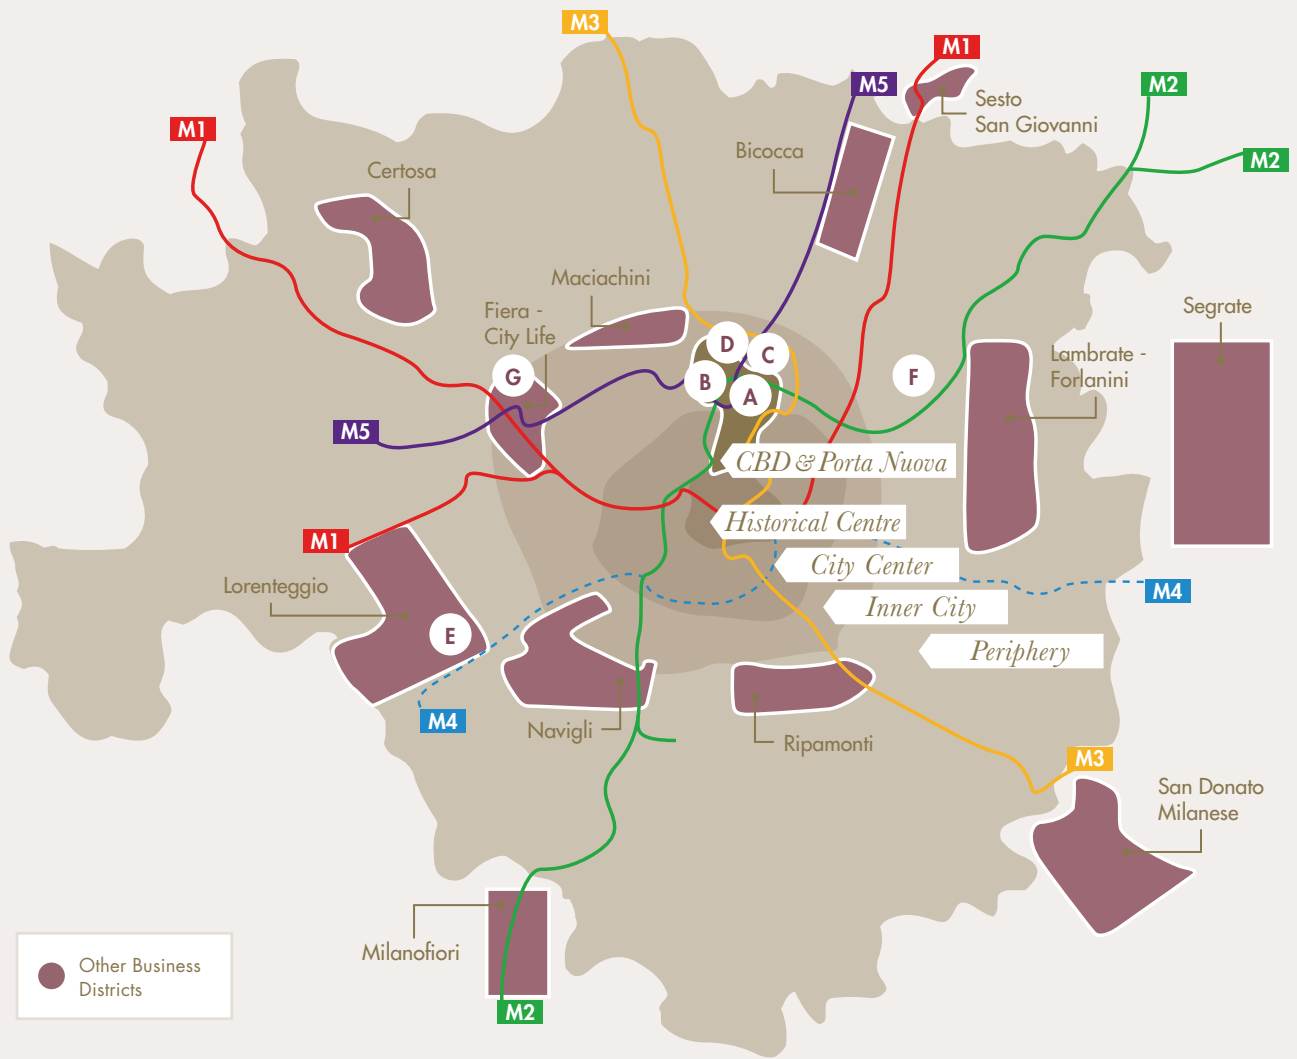 M3
M1
M5
M2
Sesto
San Giovanni
M1
Bicocca
M2
Certosa
Maciachini
Segrate
Fiera -
City Life
D
C
Lambrate -
Forlanini
G
B
F
A
M5
CBD & Porta Nuova
Historical Centre
M1
City Center
Lorenteggio
M4
Inner City
E
Periphery
M4
Navigli
Ripamonti
M3
San Donato
Milanese
Milanofiori
Other Business
Districts
M2